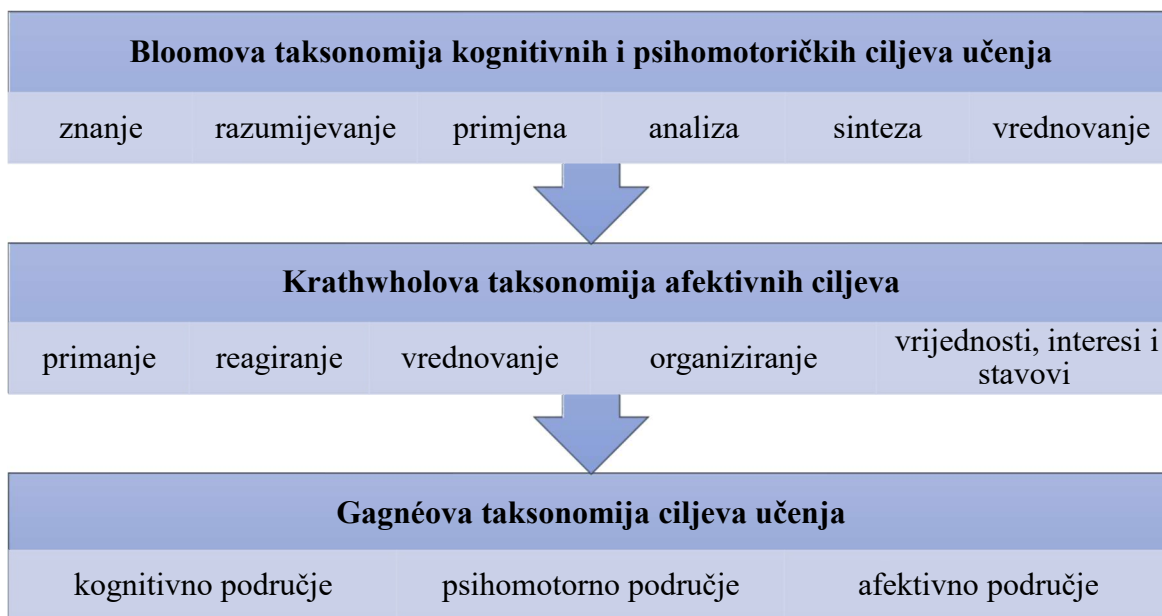 Bloomova taksonomija kognitivnih i psihomotoričkih ciljeva učenja
znanje razumijevanje primjena analiza sinteza vrednovanje
Krathwholova taksonomija afektivnih ciljeva
primanje reagiranje vrednovanje organiziranje vrijednosti, interesi i
stavovi
Gagnéova taksonomija ciljeva učenja
kognitivno područje psihomotorno područje afektivno područje